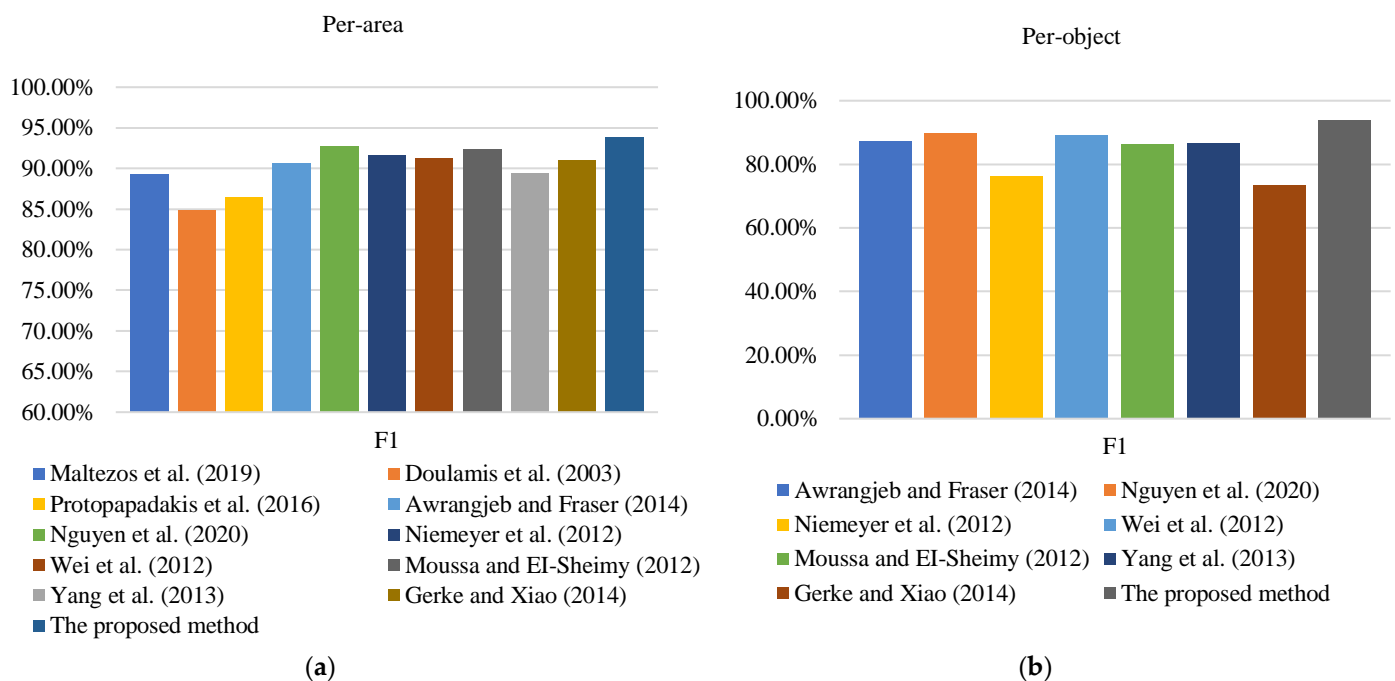 Per-area
100.00%
95.00%
90.00%
85.00%
80.00%
75.00%
70.00%
65.00%
60.00%
F1
Maltezos et al. (2019)
Doulamis et al. (2003)
Protopapadakis et al. (2016)
Awrangjeb and Fraser (2014)
Nguyen et al. (2020)
Niemeyer et al. (2012)
Wei et al. (2012)
Moussa and EI-Sheimy (2012)
Yang et al. (2013)
Gerke and Xiao (2014)
The proposed method
(a)
Per-object
100.00%
80.00%
60.00%
40.00%
20.00%
0.00%
F1
Awrangjeb and Fraser (2014)
Nguyen et al. (2020)
Niemeyer et al. (2012)
Wei et al. (2012)
Moussa and EI-Sheimy (2012)
Yang et al. (2013)
Gerke and Xiao (2014)
The proposed method
(b)